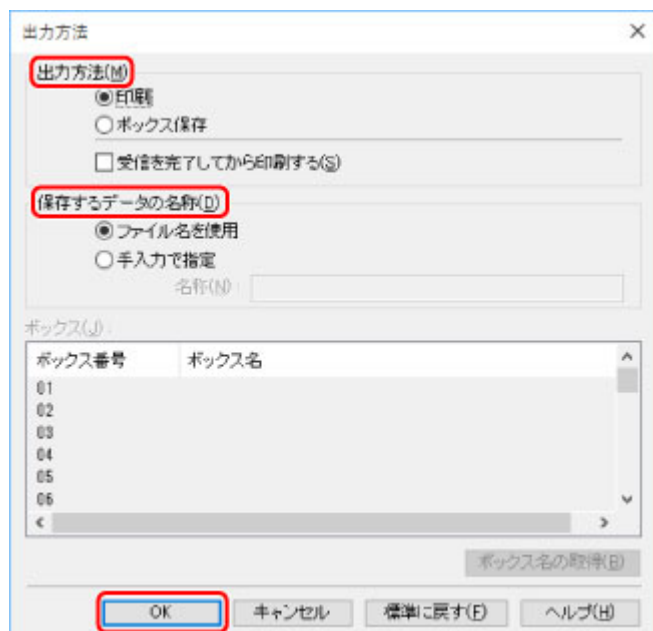 出力方法
出力方法(M)
印刷
ボックス保存
受信を完了してから印刷する(S)
保存するデータの名称(D)
ファイル名を使用
手入力で指定
名称(N):
ボックス(J):
ボックス番号 ボックス名
01
02
03
04
05
06
ボックス名の取得(B)
OK キャンセル 標準に戻す(F) ヘルプ(H)